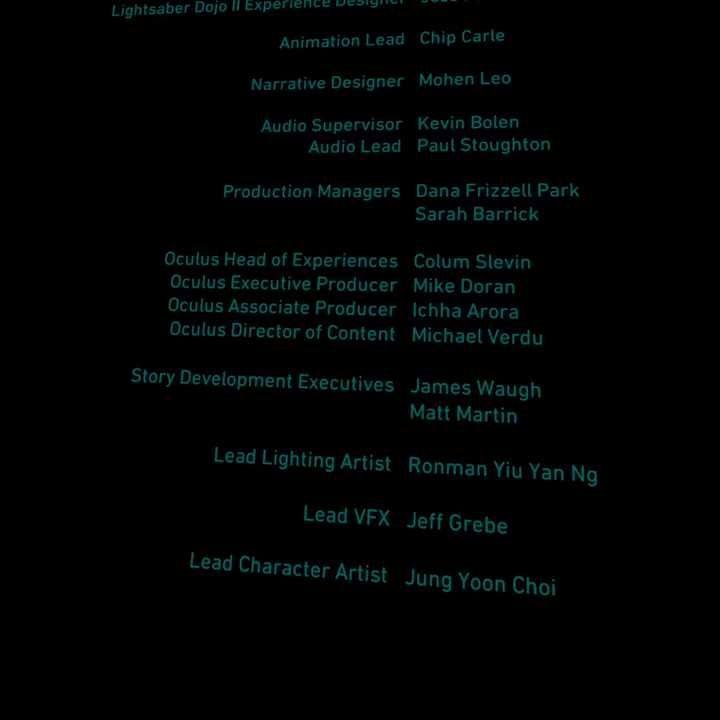 Lightsaber Dojo II Experience Designer
Animation Lead Chip Carle
Narrative Designer Mohen Leo
Audio Supervisor Kevin Bolen
Audio Lead Paul Stoughton
Production Managers Dana Frizzell Park
Sarah Barrick
Oculus Head of Experiences Colum Slevin
Oculus Executive Producer Mike Doran
Oculus Associate Producer Ichha Arora
Oculus Director of Content Michael Verdu
Story Development Executives James Waugh
Matt Martin
Lead Lighting Artist Ronman Yiu Yan Ng
Lead VFX Jeff Grebe
Lead Character Artist Jung Yoon Choi